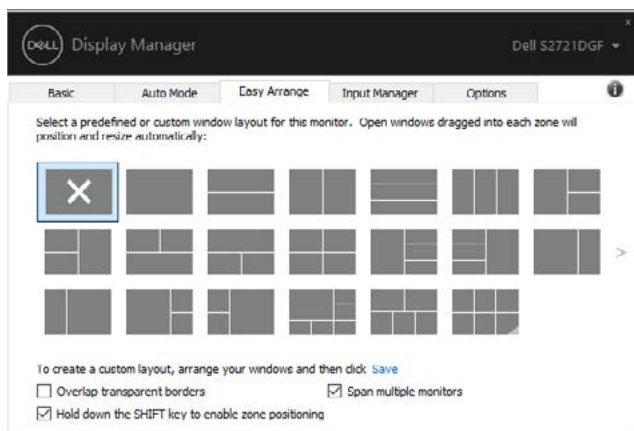 DELL Display Manager
Dell S2721DGF
Basic Auto Mode Easy Arrange Input Manager Options
Select a predefined or custom window layout for this monitor. Open windows dragged into each zone will
position and resize automatically:
To create a custom layout, arrange your windows and then click Save
Overlap transparent borders
Span multiple monitors
Hold down the SHIFT key to enable zone positioning